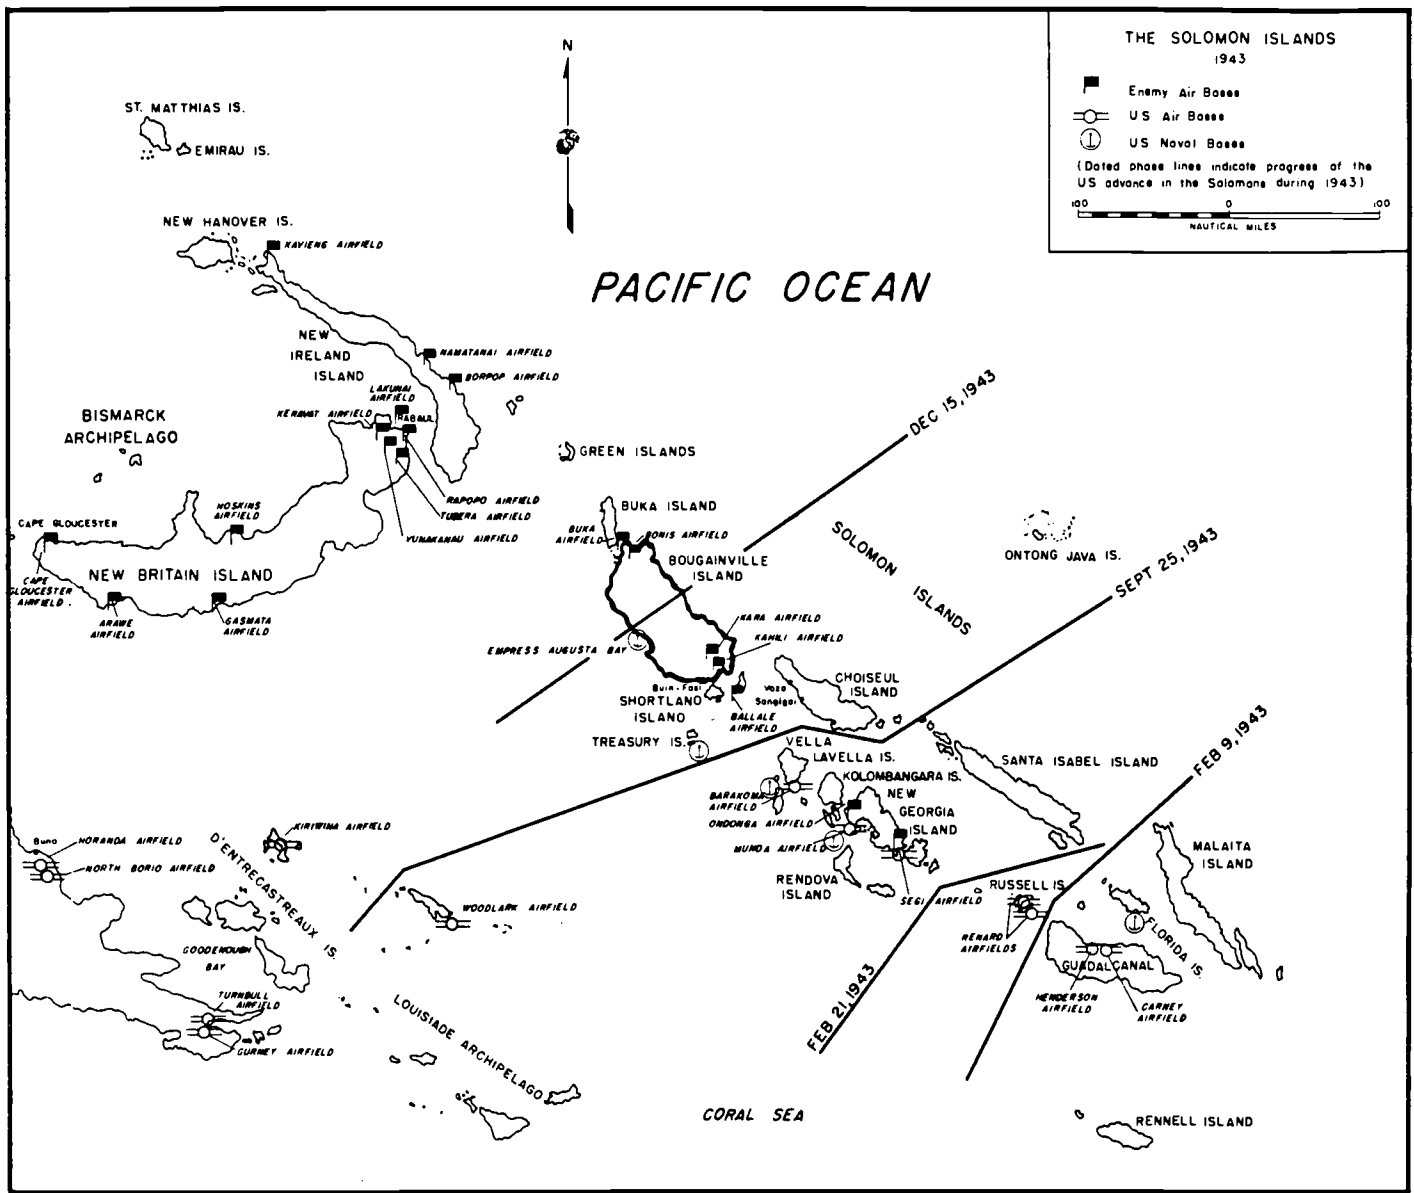 THE SOLOMON ISLANDS
1943
Enemy Air Bases
US Air Bases
US Naval Bases
(Dated phase lines indicate progress of the
US advance in the Solomons during 1943)
100 0 100
NAUTICAL MILES
N
ST. MATTHIAS IS.
EMIRAU IS.
NEW HANOVER IS.
KAVIENG AIRFIELD
PACIFIC OCEAN
NEW
IRELAND
ISLAND
NAMATANAI AIRFIELD
BORPOP AIRFIELD
LAKUNAI
AIRFIELD
KERAVAT AIRFIELD
RABAUL
BISMARCK
ARCHIPELAGO
DEC 15, 1943
GREEN ISLANDS
RAPOPO AIRFIELD
TUBERA AIRFIELD
VUNAKANAU AIRFIELD
HOSKINS
AIRFIELD
CAPE GLOUCESTER
NEW BRITAIN ISLAND
CAPE
GLOUCESTER
AIRFIELD
ARAWE
AIRFIELD
GASMATA
AIRFIELD
BUKA ISLAND
BUKA
AIRFIELD
BONIS AIRFIELD
BOUGAINVILLE
ISLAND
SOLOMON ISLANDS
ONTONG JAVA IS.
SEPT 25, 1943
KARA AIRFIELD
KAHILI AIRFIELD
EMPRESS AUGUSTA BAY
Buin-Fasi
SHORTLAND
ISLAND
BALLALE
AIRFIELD
Voza
Sangigai
CHOISEUL
ISLAND
TREASURY IS.
VELLA
LAVELLA IS.
SANTA ISABEL ISLAND
FEB 9, 1943
KOLOMBANGARA IS.
BARAKOMA
AIRFIELD
NEW
GEORGIA
ISLAND
ONDONGA AIRFIELD
MUNDA AIRFIELD
RENDOVA
ISLAND
SEGI AIRFIELD
MALAITA
ISLAND
RUSSELL IS.
RENARD
AIRFIELDS
FLORIDA IS.
GUADALCANAL
HENDERSON
AIRFIELD
CARNEY
AIRFIELD
FEB 21, 1943
Buna
HORANDA AIRFIELD
NORTH BORIO AIRFIELD
KIRIWINA AIRFIELD
D'ENTRECASTREAUX IS.
WOODLARK AIRFIELD
GOODENOUGH
BAY
TURNBULL
AIRFIELD
GURNEY AIRFIELD
LOUISIADE ARCHIPELAGO
CORAL SEA
RENNELL ISLAND